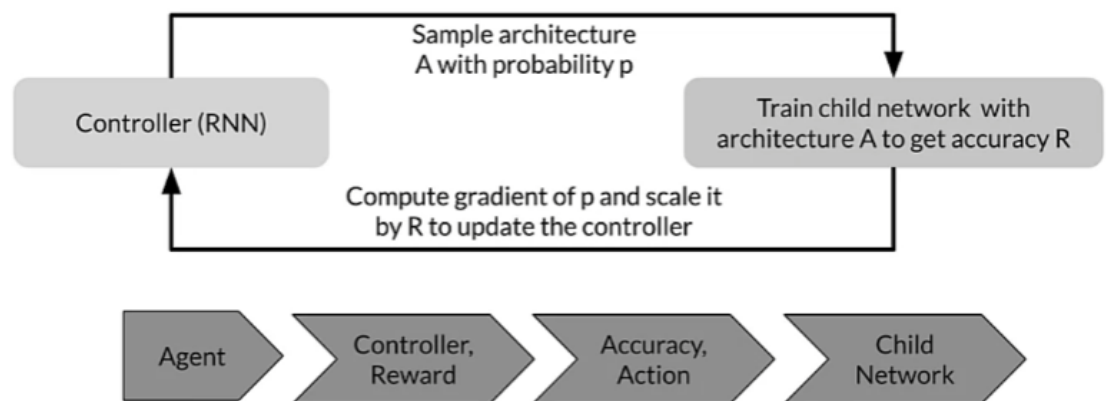 Sample architecture
A with probability p
Controller (RNN)
Train child network with
architecture A to get accuracy R
Compute gradient of p and scale it
by R to update the controller
Agent
Controller,
Reward
Accuracy,
Action
Child
Network